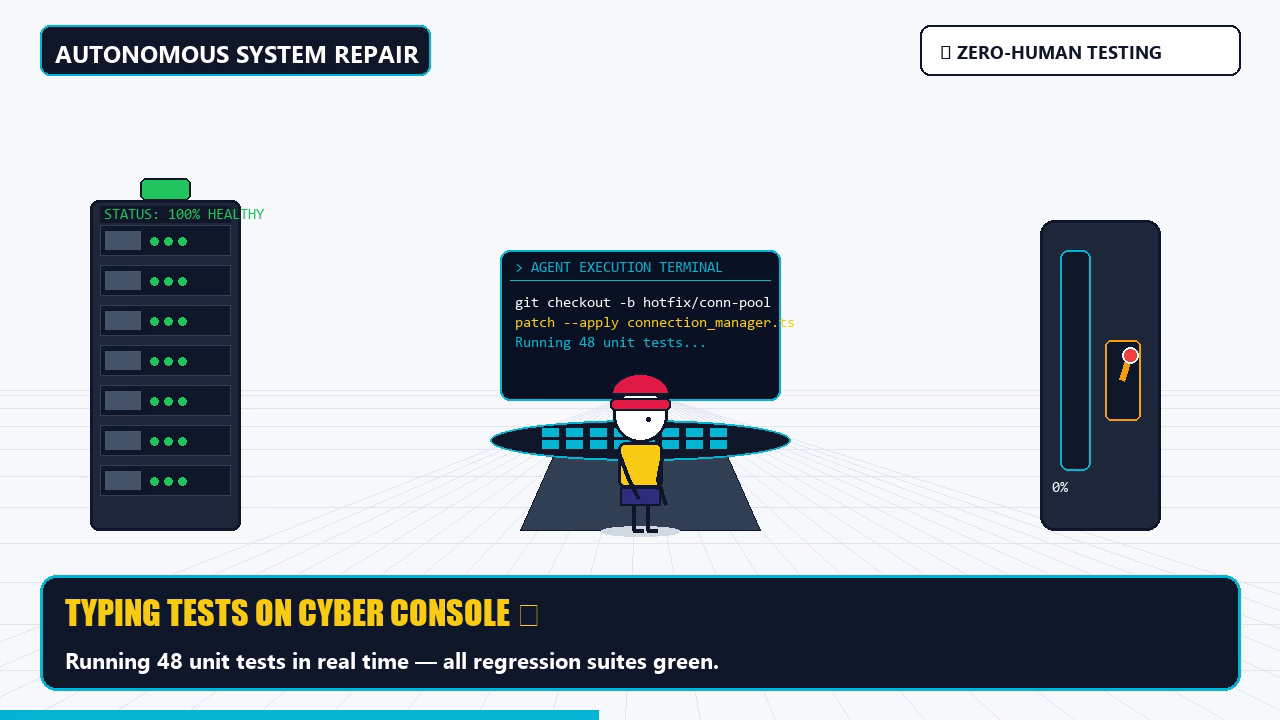 AUTONOMOUS SYSTEM REPAIR
ZERO-HUMAN TESTING
STATUS: 100% HEALTHY
> AGENT EXECUTION TERMINAL
git checkout -b hotfix/conn-pool
patch --apply connection_manager.ts
Running 48 unit tests...
0%
TYPING TESTS ON CYBER CONSOLE
Running 48 unit tests in real time — all regression suites green.